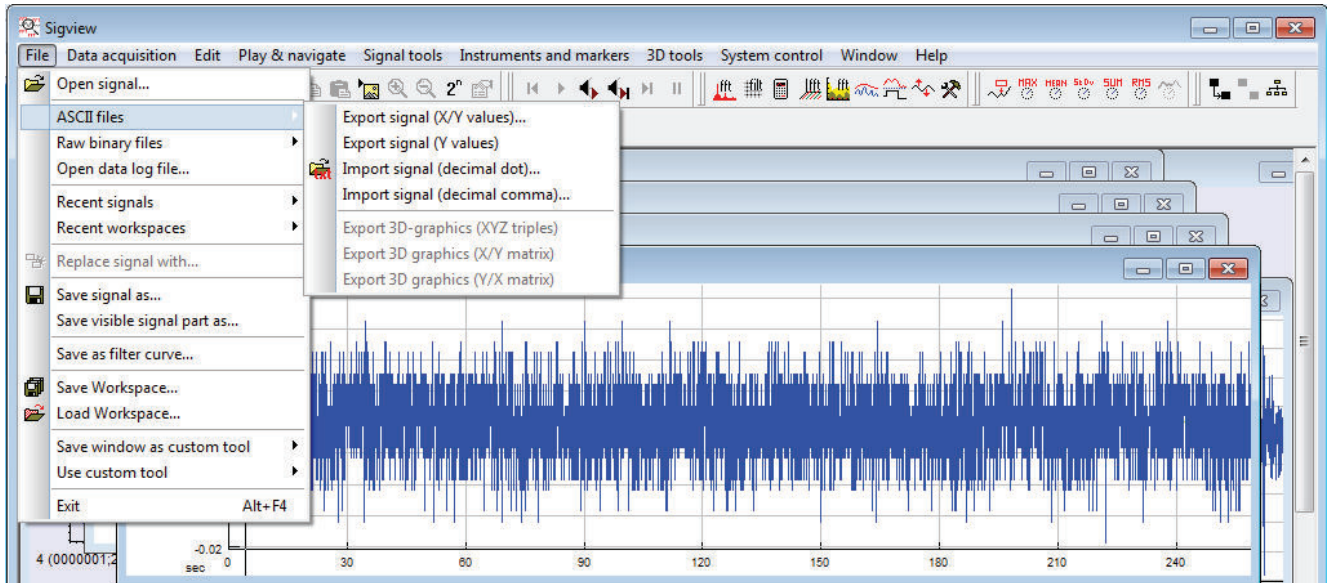 Sigview
File Data acquisition Edit Play & navigate Signal tools Instruments and markers 3D tools System control Window Help
Open signal...
2ⁿ
MAX MEAN StDv SUM RMS
ASCII files
Export signal (X/Y values)...
Raw binary files
Export signal (Y values)
Open data log file...
txt Import signal (decimal dot)...
Import signal (decimal comma)...
Recent signals
Recent workspaces
Export 3D-graphics (XYZ triples)
Export 3D graphics (X/Y matrix)
Replace signal with...
Export 3D graphics (Y/X matrix)
Save signal as...
Save visible signal part as...
Save as filter curve...
Save Workspace...
Load Workspace...
Save window as custom tool
Use custom tool
Exit Alt+F4
-0.02
4 (0000001;2
sec 0 30 60 90 120 150 180 210 240